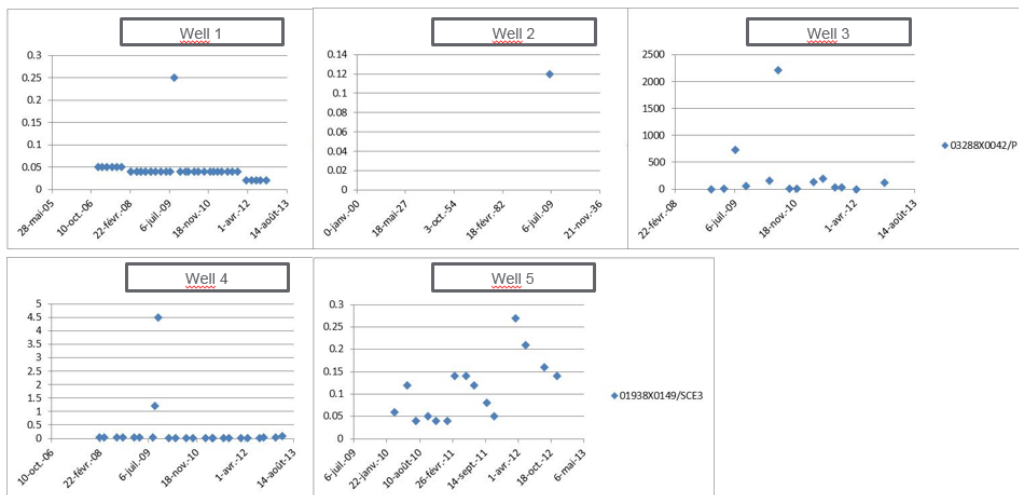 Well 1
0.3
0.25
0.2
0.15
0.1
0.05
0
28-mai-05
10-oct.-06
22-févr.-08
6-juil.-09
18-nov.-10
1-avr.-12
14-août-13
Well 2
0.14
0.12
0.1
0.08
0.06
0.04
0.02
0
0-janv.-00
18-mai-27
3-oct.-54
18-févr.-82
6-juil.-09
21-nov.-36
Well 3
2500
2000
1500
1000
500
0
22-févr.-08
6-juil.-09
18-nov.-10
1-avr.-12
14-août-13
03288X0042/P
Well 4
5
4.5
4
3.5
3
2.5
2
1.5
1
0.5
0
10-oct.-06
22-févr.-08
6-juil.-09
18-nov.-10
1-avr.-12
14-août-13
Well 5
0.3
0.25
0.2
0.15
0.1
0.05
0
6-juil.-09
22-janv.-10
10-août-10
26-févr.-11
14-sept.-11
1-avr.-12
18-oct.-12
6-mai-13
01938X0149/SCE3